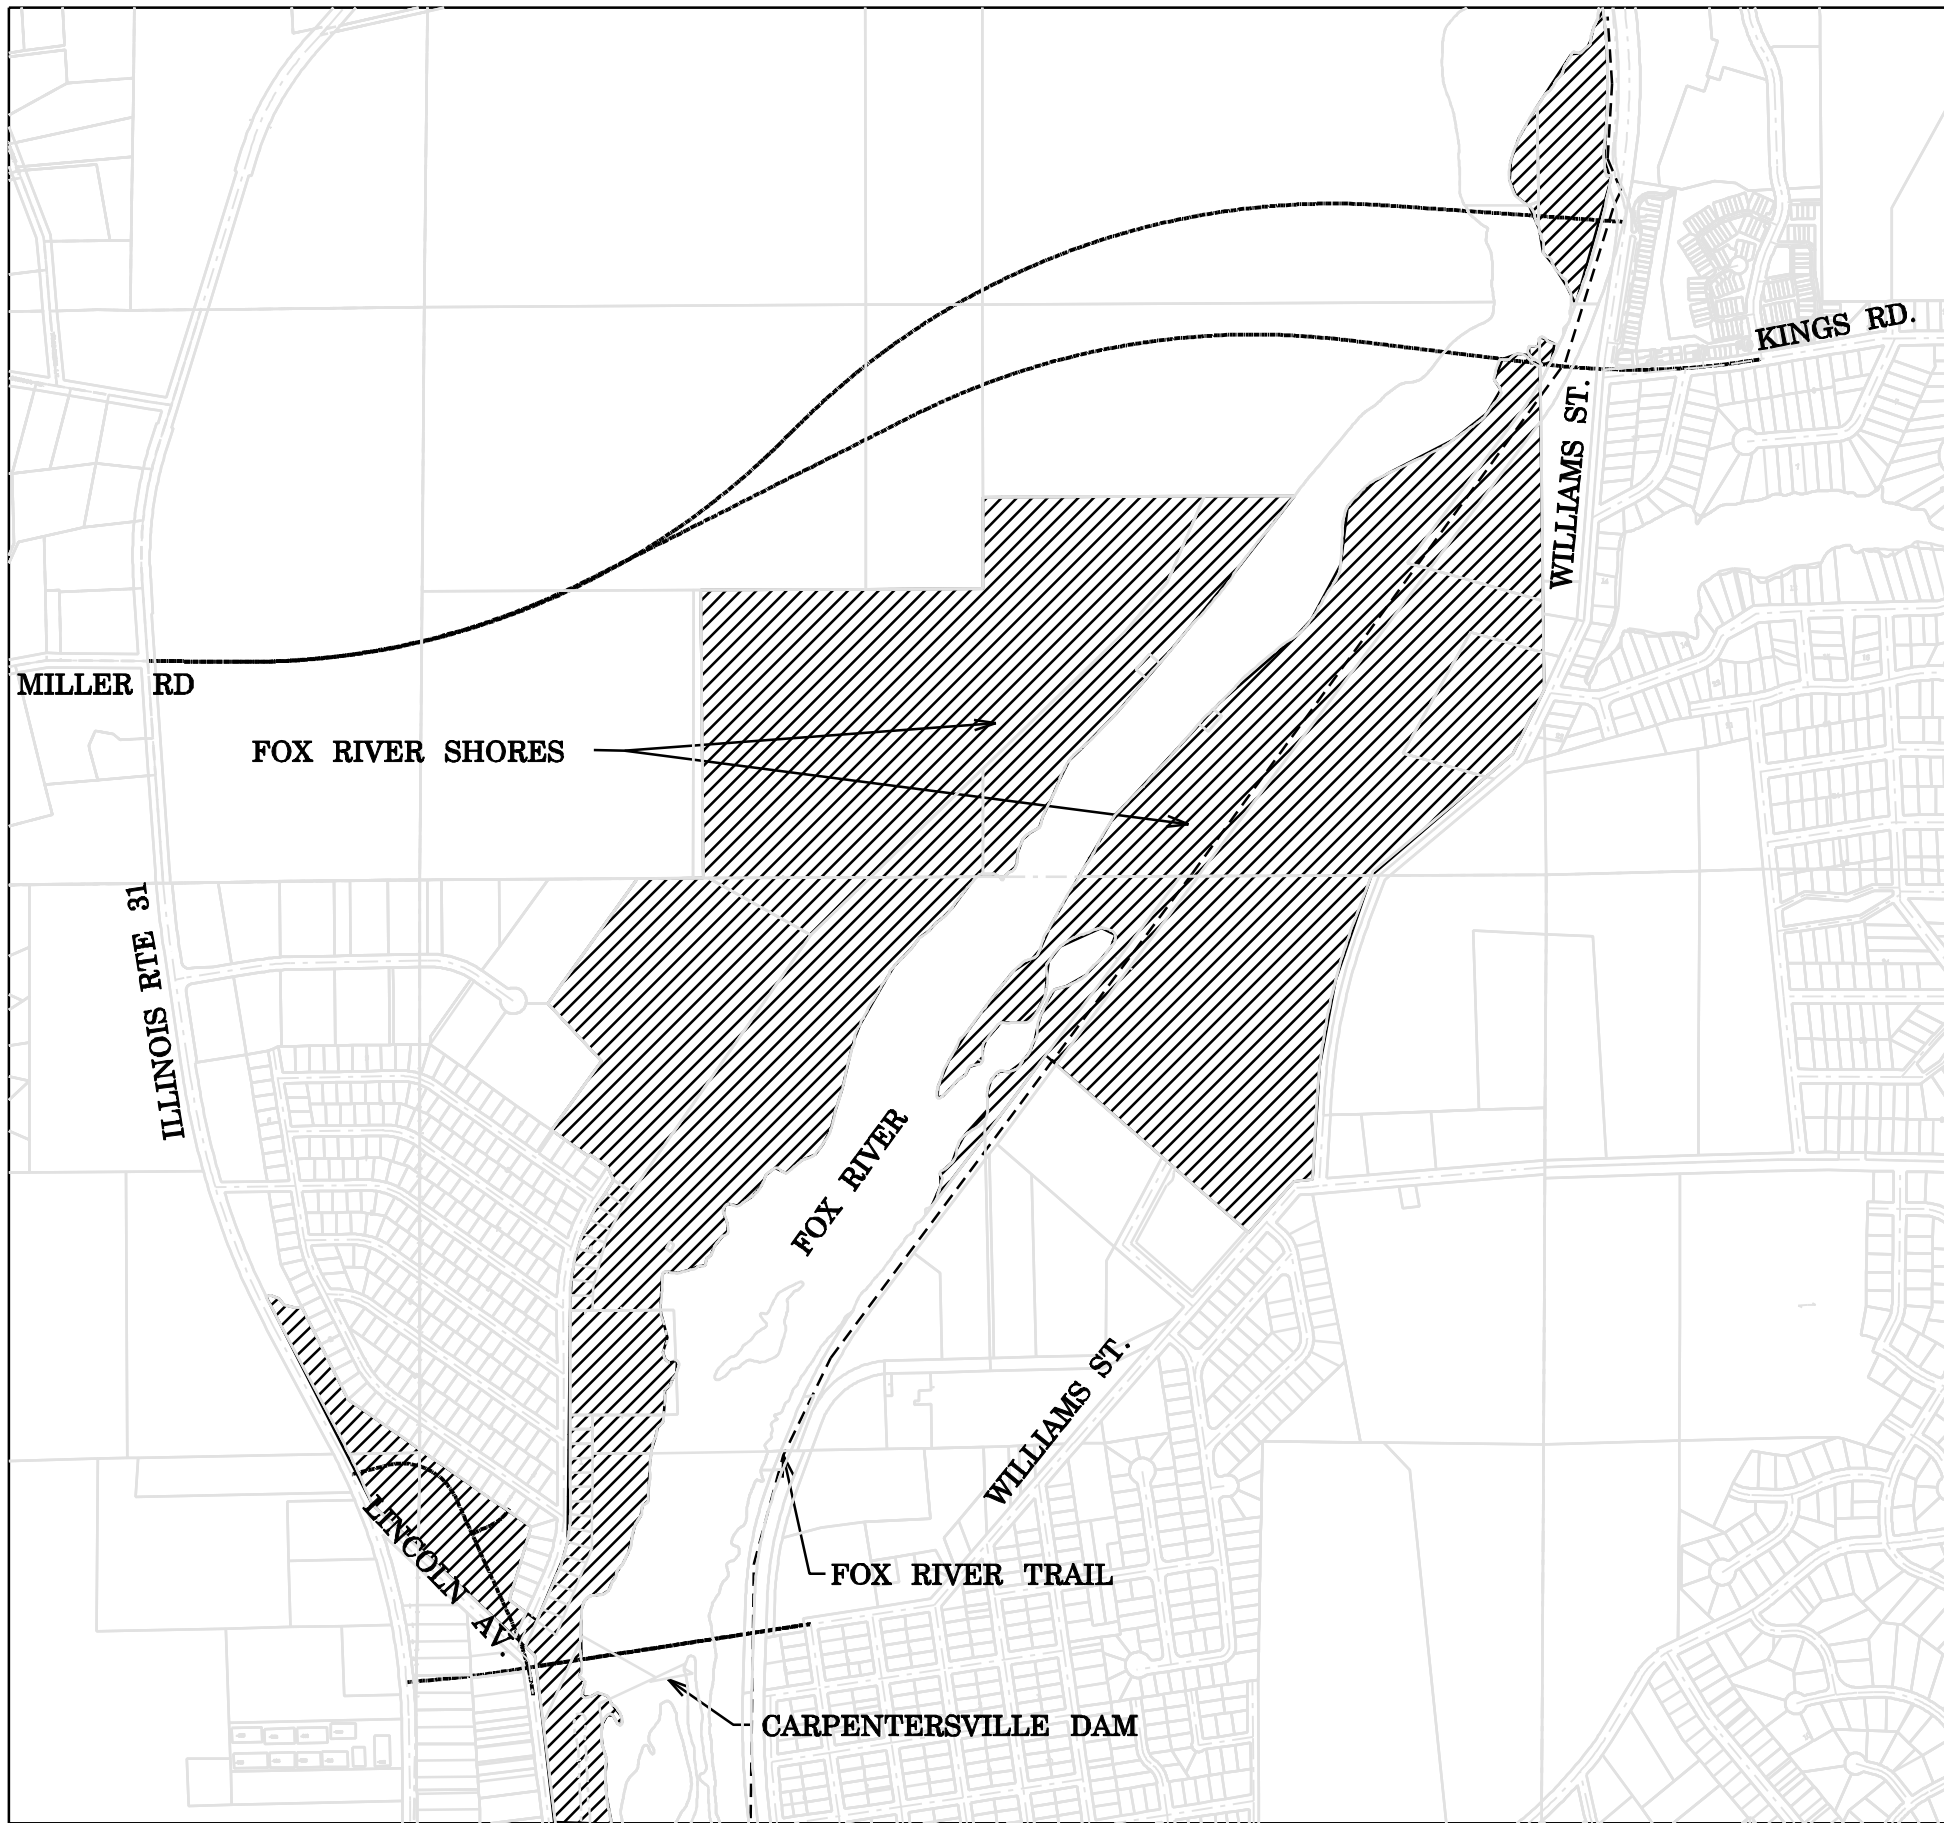 KINGS RD.
WILLIAMS ST.
MILLER RD
FOX RIVER SHORES
ILLINOIS RTE 31
FOX RIVER
WILLIAMS ST.
LINCOLN AV.
FOX RIVER TRAIL
CARPENTERSVILLE DAM